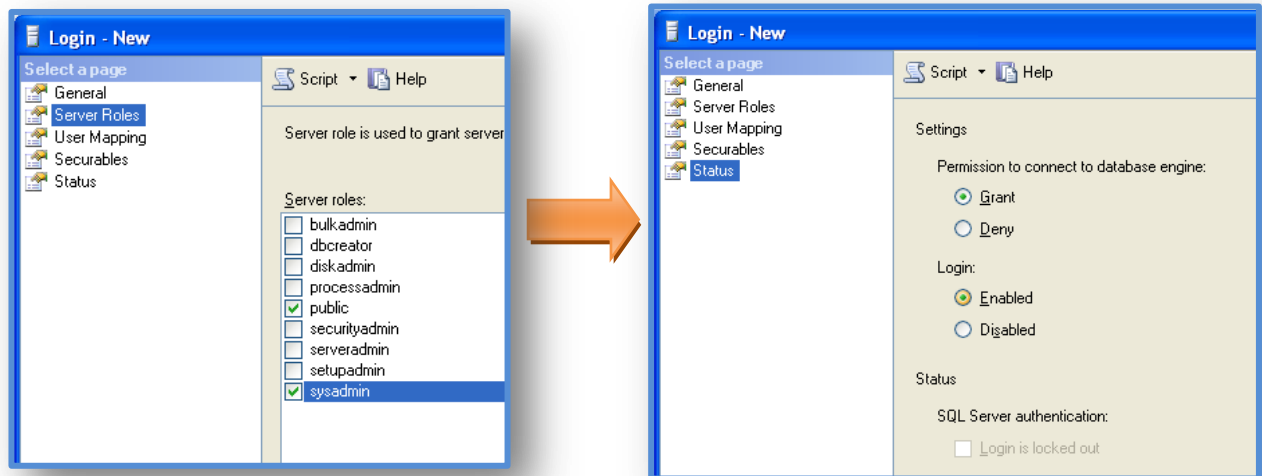 Login - New
Select a page
General
Server Roles
User Mapping
Securables
Status
Script Help
Server role is used to grant server
Server roles:
bulkadmin
dbcreator
diskadmin
processadmin
public
securityadmin
serveradmin
setupadmin
sysadmin
Login - New
Select a page
General
Server Roles
User Mapping
Securables
Status
Script Help
Settings
Permission to connect to database engine:
Grant
Deny
Login:
Enabled
Disabled
Status
SQL Server authentication:
Login is locked out